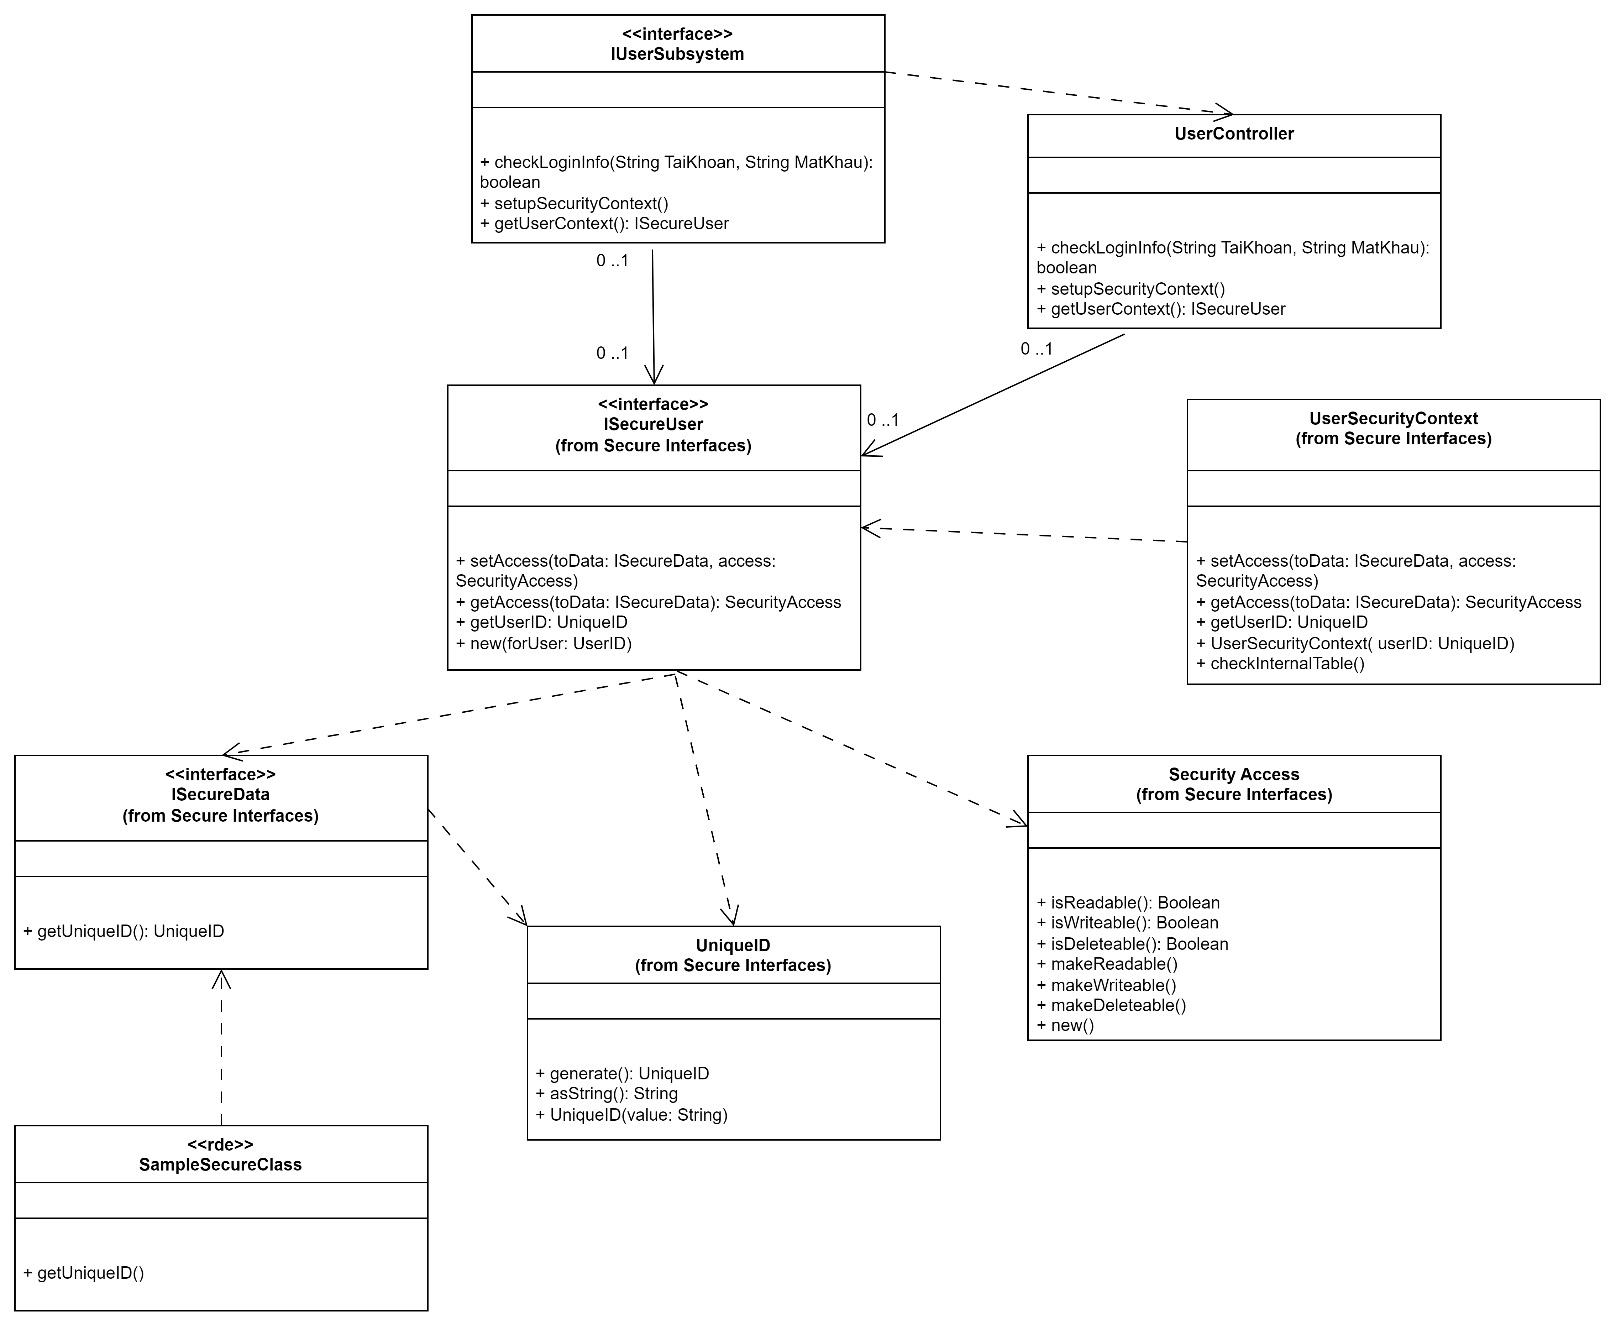 <<interface>>
IUserSubsystem
+ checkLoginInfo(String TaiKhoan, String MatKhau):
boolean
+ setupSecurityContext()
+ getUserContext(): ISecureUser
UserController
+ checkLoginInfo(String TaiKhoan, String MatKhau):
boolean
+ setupSecurityContext()
+ getUserContext(): ISecureUser
0 ..1
0 ..1
0 ..1
0 ..1
<<interface>>
ISecureUser
(from Secure Interfaces)
+ setAccess(toData: ISecureData, access:
SecurityAccess)
+ getAccess(toData: ISecureData): SecurityAccess
+ getUserID: UniqueID
+ new(forUser: UserID)
UserSecurityContext
(from Secure Interfaces)
+ setAccess(toData: ISecureData, access:
SecurityAccess)
+ getAccess(toData: ISecureData): SecurityAccess
+ getUserID: UniqueID
+ UserSecurityContext( userID: UniqueID)
+ checkInternalTable()
<<interface>>
ISecureData
(from Secure Interfaces)
+ getUniqueID(): UniqueID
Security Access
(from Secure Interfaces)
+ isReadable(): Boolean
+ isWriteable(): Boolean
+ isDeleteable(): Boolean
+ makeReadable()
+ makeWriteable()
+ makeDeleteable()
+ new()
UniqueID
(from Secure Interfaces)
+ generate(): UniqueID
+ asString(): String
+ UniqueID(value: String)
<<rde>>
SampleSecureClass
+ getUniqueID()